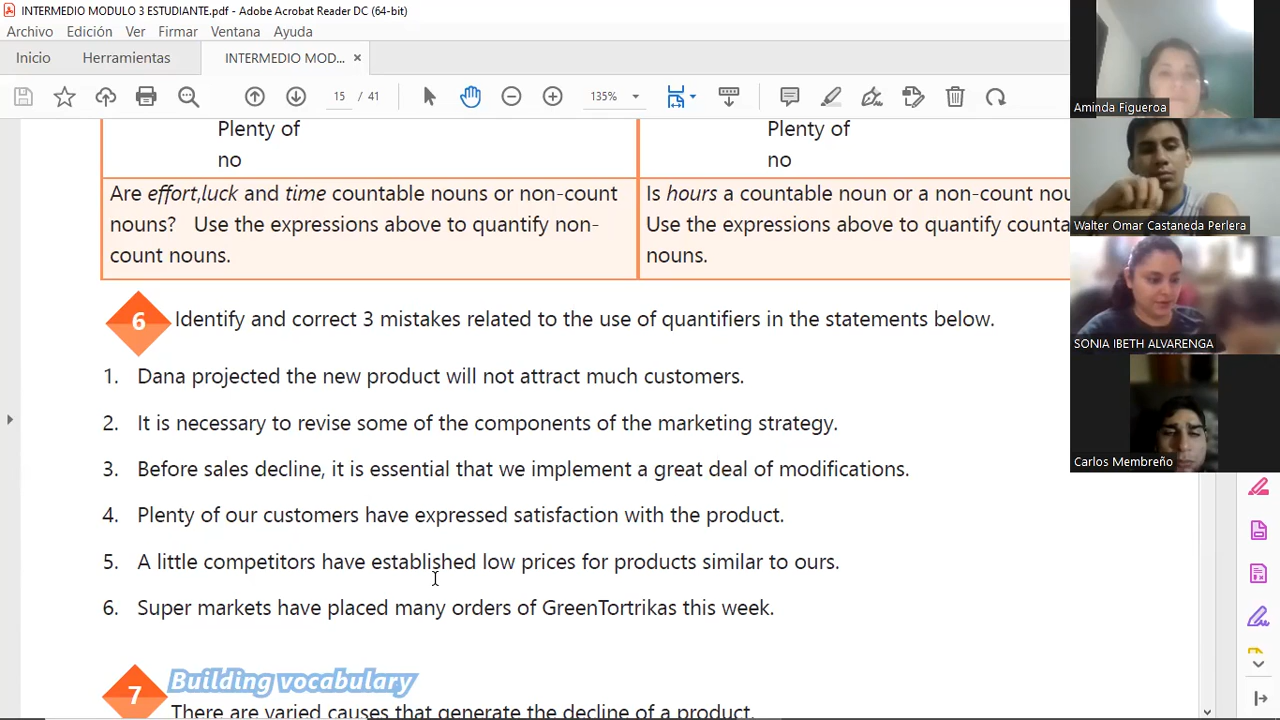 INTERMEDIO MODULO 3 ESTUDIANTE.pdf - Adobe Acrobat Reader DC (64-bit)
Archivo Edición Ver Firmar Ventana Ayuda
Inicio Herramientas INTERMEDIO MOD... ×
15 / 41 135%
Plenty of
no
Plenty of
no
Are effort,luck and time countable nouns or non-count
nouns? Use the expressions above to quantify non-
count nouns.
Is hours a countable noun or a non-count nou
Use the expressions above to quantify counta
nouns.
6 Identify and correct 3 mistakes related to the use of quantifiers in the statements below.
1. Dana projected the new product will not attract much customers.
2. It is necessary to revise some of the components of the marketing strategy.
3. Before sales decline, it is essential that we implement a great deal of modifications.
4. Plenty of our customers have expressed satisfaction with the product.
5. A little competitors have established low prices for products similar to ours.
6. Super markets have placed many orders of GreenTortrikas this week.
7 Building vocabulary
There are varied causes that generate the decline of a product.
Aminda Figueroa
Walter Omar Castaneda Perlera
SONIA IBETH ALVARENGA
Carlos Membreño